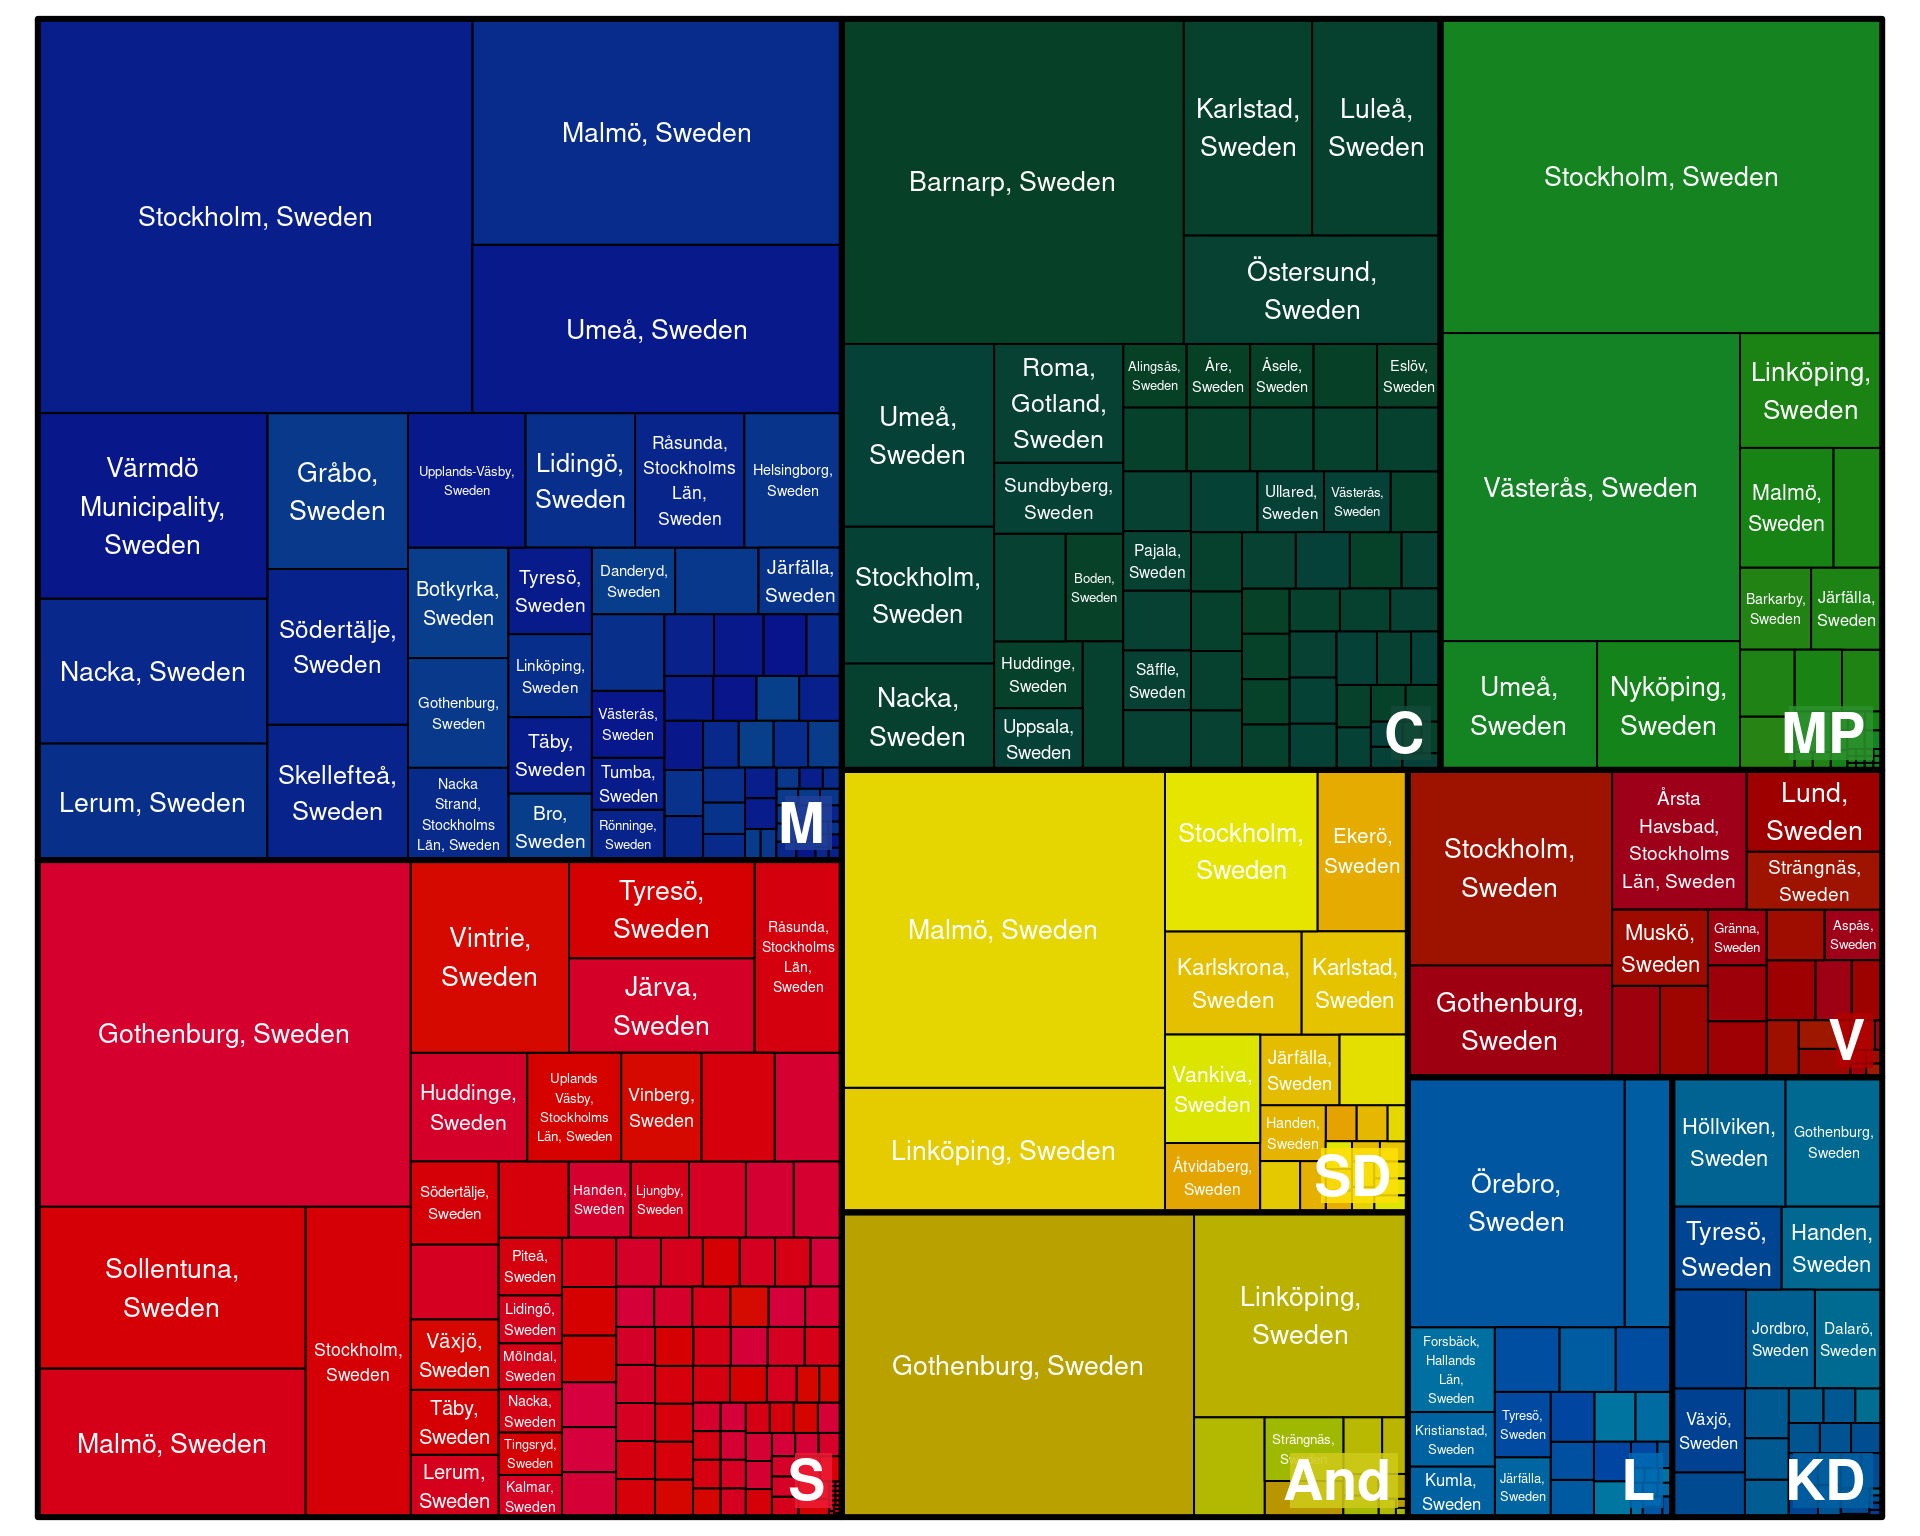 Stockholm, Sweden
Malmö, Sweden
Umeå, Sweden
Värmdö
Municipality,
Sweden
Nacka, Sweden
Lerum, Sweden
Gråbo,
Sweden
Södertälje,
Sweden
Skellefteå,
Sweden
Upplands-Väsby,
Sweden
Lidingö,
Sweden
Råsunda,
Stockholms
Län,
Sweden
Helsingborg,
Sweden
Botkyrka,
Sweden
Gothenburg,
Sweden
Nacka
Strand,
Stockholms
Län, Sweden
Tyresö,
Sweden
Linköping,
Sweden
Täby,
Sweden
Bro,
Sweden
Danderyd,
Sweden
Järfälla,
Sweden
Västerås,
Sweden
Tumba,
Sweden
Rönninge,
Sweden
M
Barnarp, Sweden
Karlstad,
Sweden
Luleå,
Sweden
Östersund,
Sweden
Umeå,
Sweden
Stockholm,
Sweden
Nacka,
Sweden
Roma,
Gotland,
Sweden
Sundbyberg,
Sweden
Boden,
Sweden
Huddinge,
Sweden
Uppsala,
Sweden
Alingsås,
Sweden
Åre,
Sweden
Åsele,
Sweden
Eslöv,
Sweden
Ullared,
Sweden
Västerås,
Sweden
Pajala,
Sweden
Säffle,
Sweden
C
Stockholm, Sweden
Västerås, Sweden
Umeå,
Sweden
Nyköping,
Sweden
Linköping,
Sweden
Malmö,
Sweden
Barkarby,
Sweden
Järfälla,
Sweden
MP
Gothenburg, Sweden
Sollentuna,
Sweden
Malmö, Sweden
Stockholm,
Sweden
Vintrie,
Sweden
Tyresö,
Sweden
Järva,
Sweden
Råsunda,
Stockholms
Län,
Sweden
Huddinge,
Sweden
Uplands
Väsby,
Stockholms
Län, Sweden
Vinberg,
Sweden
Södertälje,
Sweden
Växjö,
Sweden
Täby,
Sweden
Lerum,
Sweden
Handen,
Sweden
Ljungby,
Sweden
Piteå,
Sweden
Lidingö,
Sweden
Mölndal,
Sweden
Nacka,
Sweden
Tingsryd,
Sweden
Kalmar,
Sweden
S
Malmö, Sweden
Linköping, Sweden
Stockholm,
Sweden
Ekerö,
Sweden
Karlskrona,
Sweden
Karlstad,
Sweden
Vankiva,
Sweden
Åtvidaberg,
Sweden
Järfälla,
Sweden
Handen,
Sweden
SD
Gothenburg, Sweden
Linköping,
Sweden
Strängnäs,
Sweden
And
Stockholm,
Sweden
Gothenburg,
Sweden
Årsta
Havsbad,
Stockholms
Län, Sweden
Lund,
Sweden
Strängnäs,
Sweden
Muskö,
Sweden
Gränna,
Sweden
Aspås,
Sweden
V
Örebro,
Sweden
Forsbäck,
Hallands
Län,
Sweden
Kristianstad,
Sweden
Kumla,
Sweden
Tyresö,
Sweden
Järfälla,
Sweden
L
Höllviken,
Sweden
Gothenburg,
Sweden
Tyresö,
Sweden
Handen,
Sweden
Jordbro,
Sweden
Dalarö,
Sweden
Växjö,
Sweden
KD